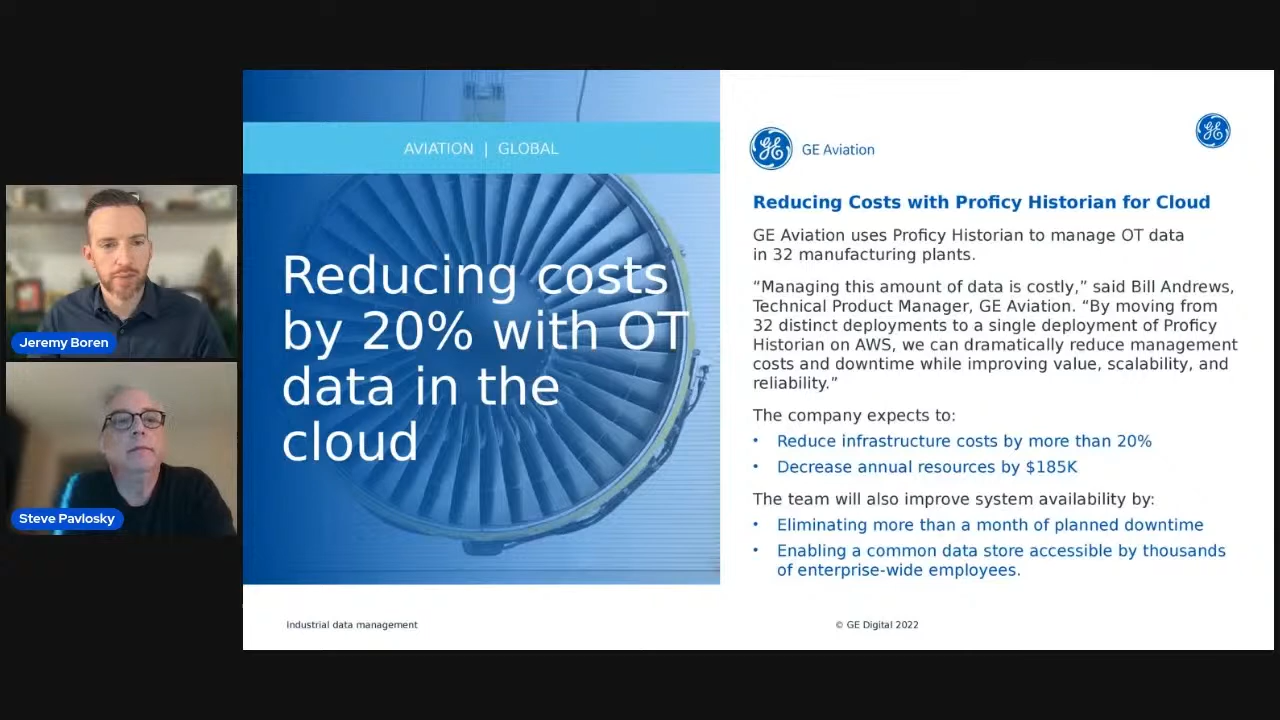 Jeremy Boren
Steve Pavlosky
AVIATION | GLOBAL
Reducing costs
by 20% with OT
data in the
cloud
GE Aviation
Reducing Costs with Proficy Historian for Cloud
GE Aviation uses Proficy Historian to manage OT data
in 32 manufacturing plants.
“Managing this amount of data is costly,” said Bill Andrews,
Technical Product Manager, GE Aviation. “By moving from
32 distinct deployments to a single deployment of Proficy
Historian on AWS, we can dramatically reduce management
costs and downtime while improving value, scalability, and
reliability.”
The company expects to:
• Reduce infrastructure costs by more than 20%
• Decrease annual resources by $185K
The team will also improve system availability by:
• Eliminating more than a month of planned downtime
• Enabling a common data store accessible by thousands
of enterprise-wide employees.
Industrial data management
© GE Digital 2022